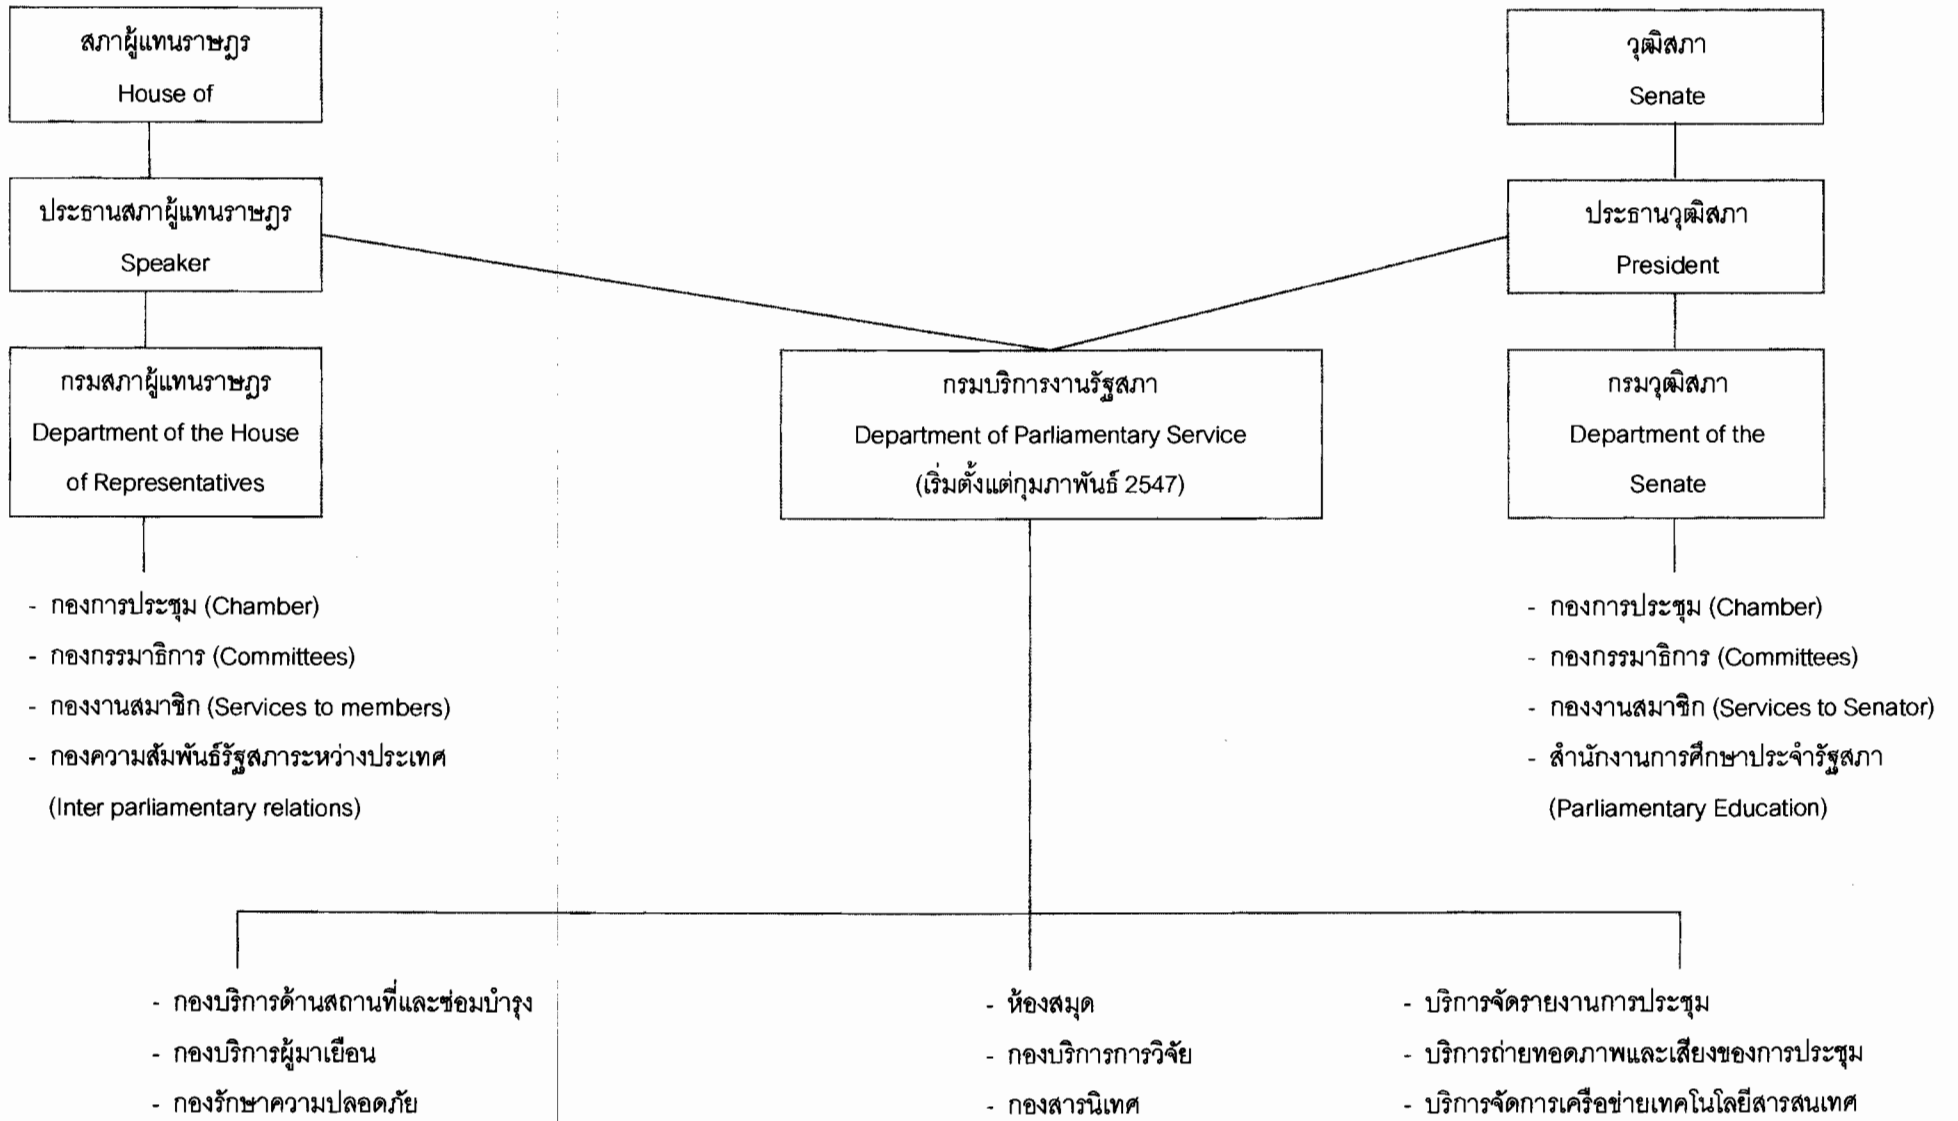 สภาผู้แทนราษฎร
House of
วุฒิสภา
Senate
ประธานสภาผู้แทนราษฎร
Speaker
ประธานวุฒิสภา
President
กรมสภาผู้แทนราษฎร
Department of the House
of Representatives
กรมบริการงานรัฐสภา
Department of Parliamentary Service
(เริ่มตั้งแต่กุมภาพันธ์ 2547)
กรมวุฒิสภา
Department of the
Senate
- กองการประชุม (Chamber)
- กองกรรมาธิการ (Committees)
- กองงานสมาชิก (Services to members)
- กองความสัมพันธ์รัฐสภาระหว่างประเทศ
(Inter parliamentary relations)
- กองการประชุม (Chamber)
- กองกรรมาธิการ (Committees)
- กองงานสมาชิก (Services to Senator)
- สำนักงานการศึกษาประจำรัฐสภา
(Parliamentary Education)
- กองบริการด้านสถานที่และซ่อมบำรุง
- กองบริการผู้มาเยือน
- กองรักษาความปลอดภัย
- ห้องสมุด
- กองบริการการวิจัย
- กองสารนิเทศ
- บริการจัดรายงานการประชุม
- บริการถ่ายทอดภาพและเสียงของการประชุม
- บริการจัดการเครือข่ายเทคโนโลยีสารสนเทศ